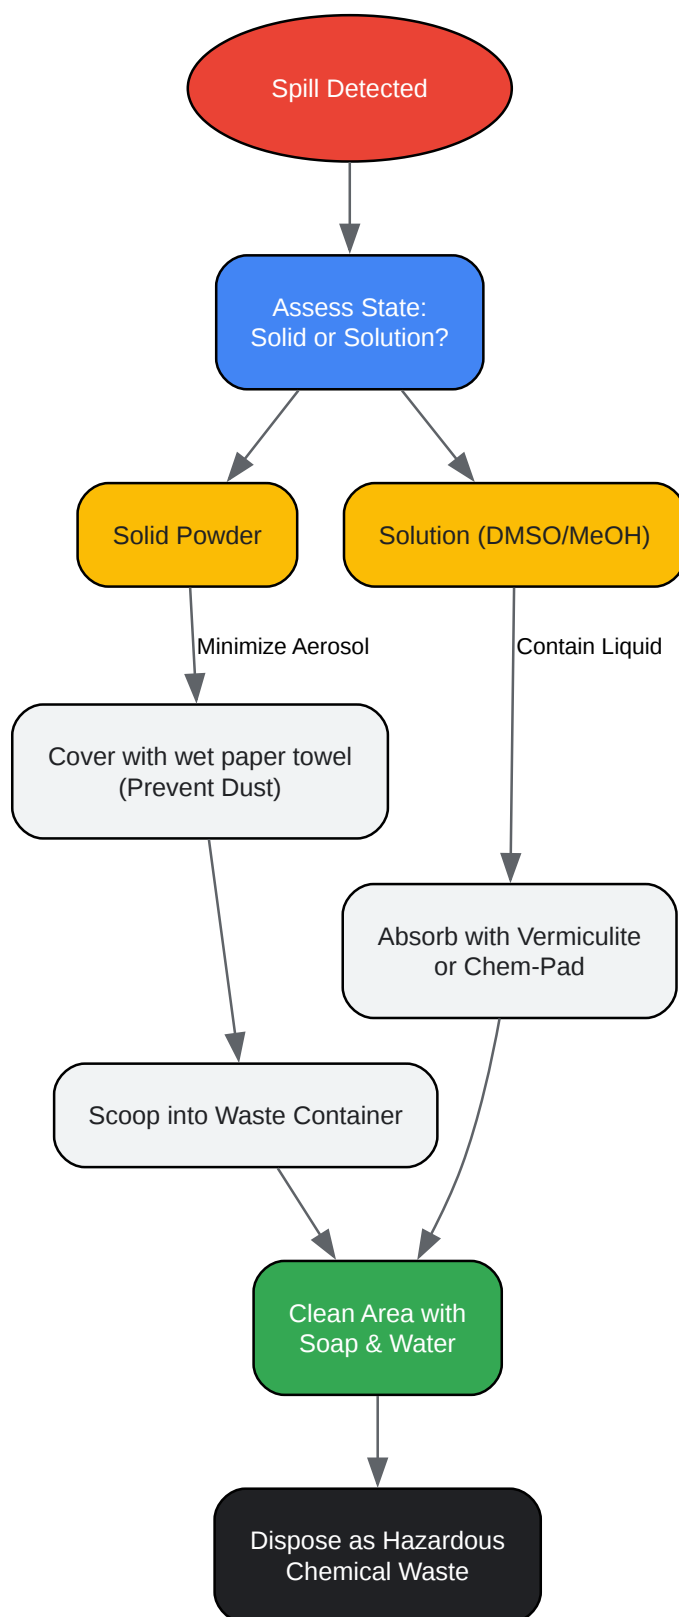 Spill Detected
Assess State:
Solid or Solution?
Solid Powder
Solution (DMSO/MeOH)
Minimize Aerosol
Contain Liquid
Cover with wet paper towel
(Prevent Dust)
Absorb with Vermiculite
or Chem-Pad
Scoop into Waste Container
Clean Area with
Soap & Water
Dispose as Hazardous
Chemical Waste